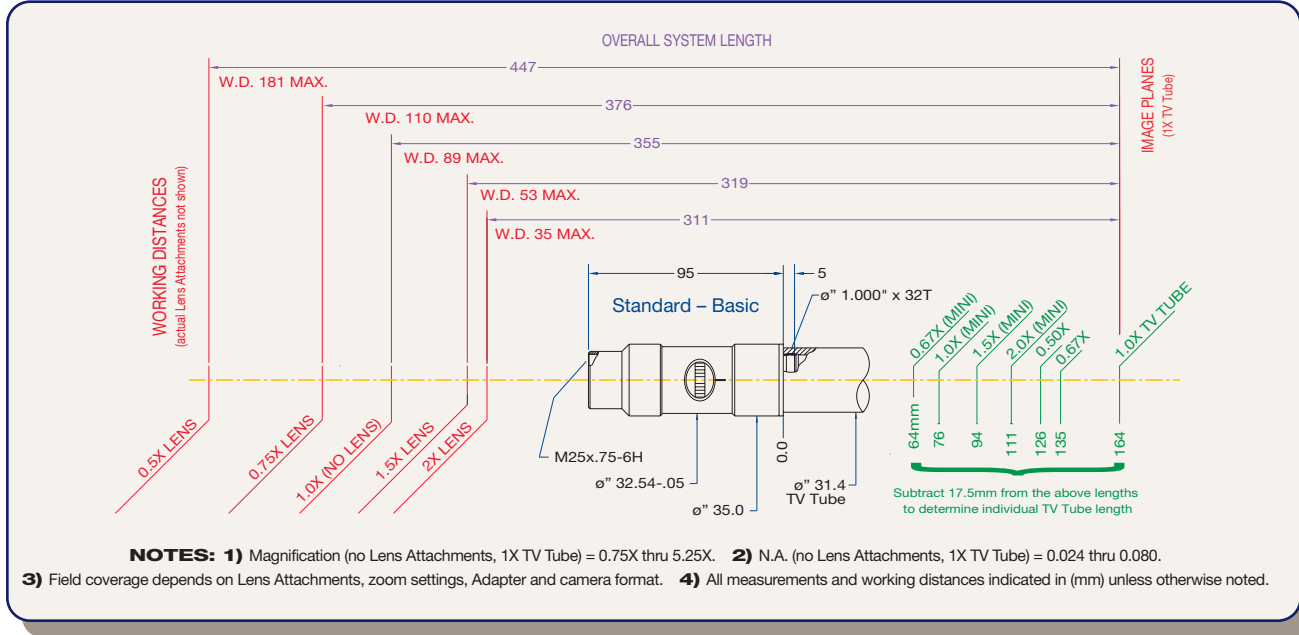 OVERALL SYSTEM LENGTH
447
W.D. 181 MAX.
376
W.D. 110 MAX.
355
W.D. 89 MAX.
319
W.D. 53 MAX.
311
W.D. 35 MAX.
WORKING DISTANCES
(actual Lens Attachments not shown)
IMAGE PLANES
(1X TV Tube)
95
5
Standard – Basic
ø" 1.000" x 32T
0.67X (MINI)
1.0X (MINI)
1.5X (MINI)
2.0X (MINI)
0.50X
0.67X
1.0X TV TUBE
0.5X LENS
0.75X LENS
1.0X (NO LENS)
1.5X LENS
2X LENS
M25x.75-6H
ø" 32.54-.05
ø" 35.0
0.0
ø" 31.4
TV Tube
64mm
76
94
111
126
135
164
Subtract 17.5mm from the above lengths
to determine individual TV Tube length
NOTES: 1) Magnification (no Lens Attachments, 1X TV Tube) = 0.75X thru 5.25X. 2) N.A. (no Lens Attachments, 1X TV Tube) = 0.024 thru 0.080.
3) Field coverage depends on Lens Attachments, zoom settings, Adapter and camera format. 4) All measurements and working distances indicated in (mm) unless otherwise noted.